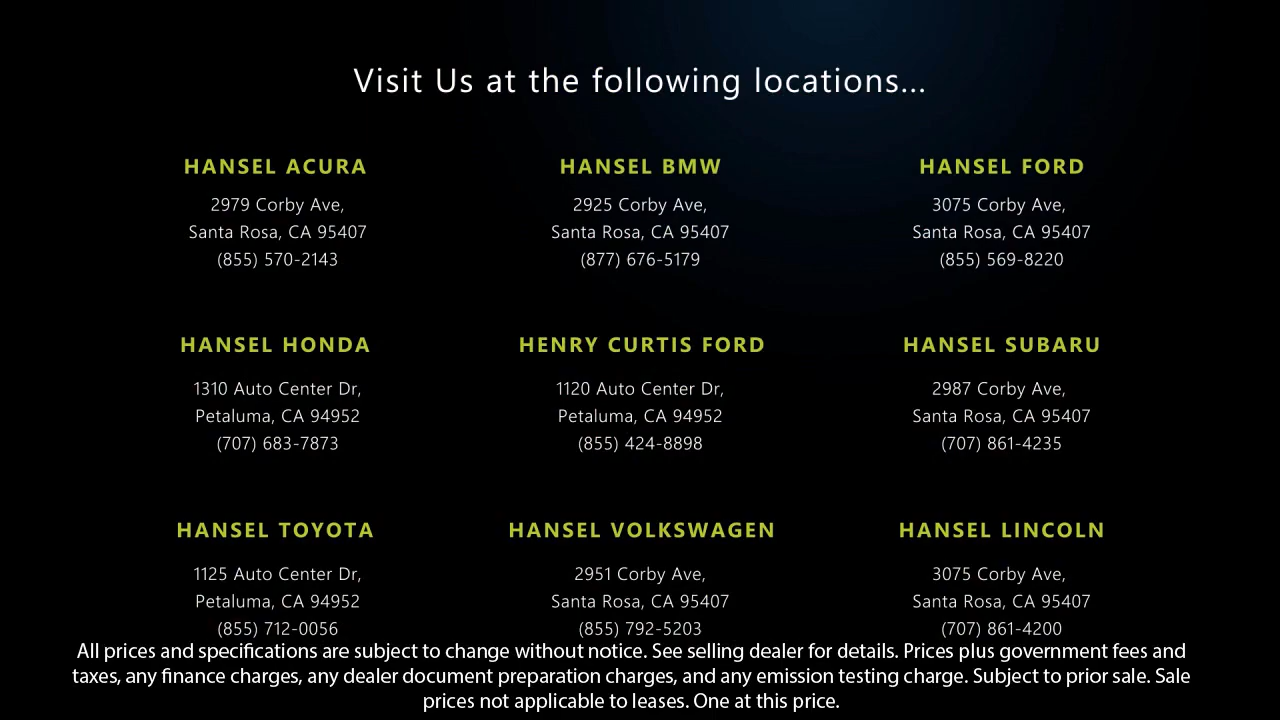 Visit Us at the following locations...
HANSEL ACURA
2979 Corby Ave,
Santa Rosa, CA 95407
(855) 570-2143
HANSEL BMW
2925 Corby Ave,
Santa Rosa, CA 95407
(877) 676-5179
HANSEL FORD
3075 Corby Ave,
Santa Rosa, CA 95407
(855) 569-8220
HANSEL HONDA
1310 Auto Center Dr,
Petaluma, CA 94952
(707) 683-7873
HENRY CURTIS FORD
1120 Auto Center Dr,
Petaluma, CA 94952
(855) 424-8898
HANSEL SUBARU
2987 Corby Ave,
Santa Rosa, CA 95407
(707) 861-4235
HANSEL TOYOTA
1125 Auto Center Dr,
Petaluma, CA 94952
(855) 712-0056
HANSEL VOLKSWAGEN
2951 Corby Ave,
Santa Rosa, CA 95407
(855) 792-5203
HANSEL LINCOLN
3075 Corby Ave,
Santa Rosa, CA 95407
(707) 861-4200
All prices and specifications are subject to change without notice. See selling dealer for details. Prices plus government fees and
taxes, any finance charges, any dealer document preparation charges, and any emission testing charge. Subject to prior sale. Sale
prices not applicable to leases. One at this price.